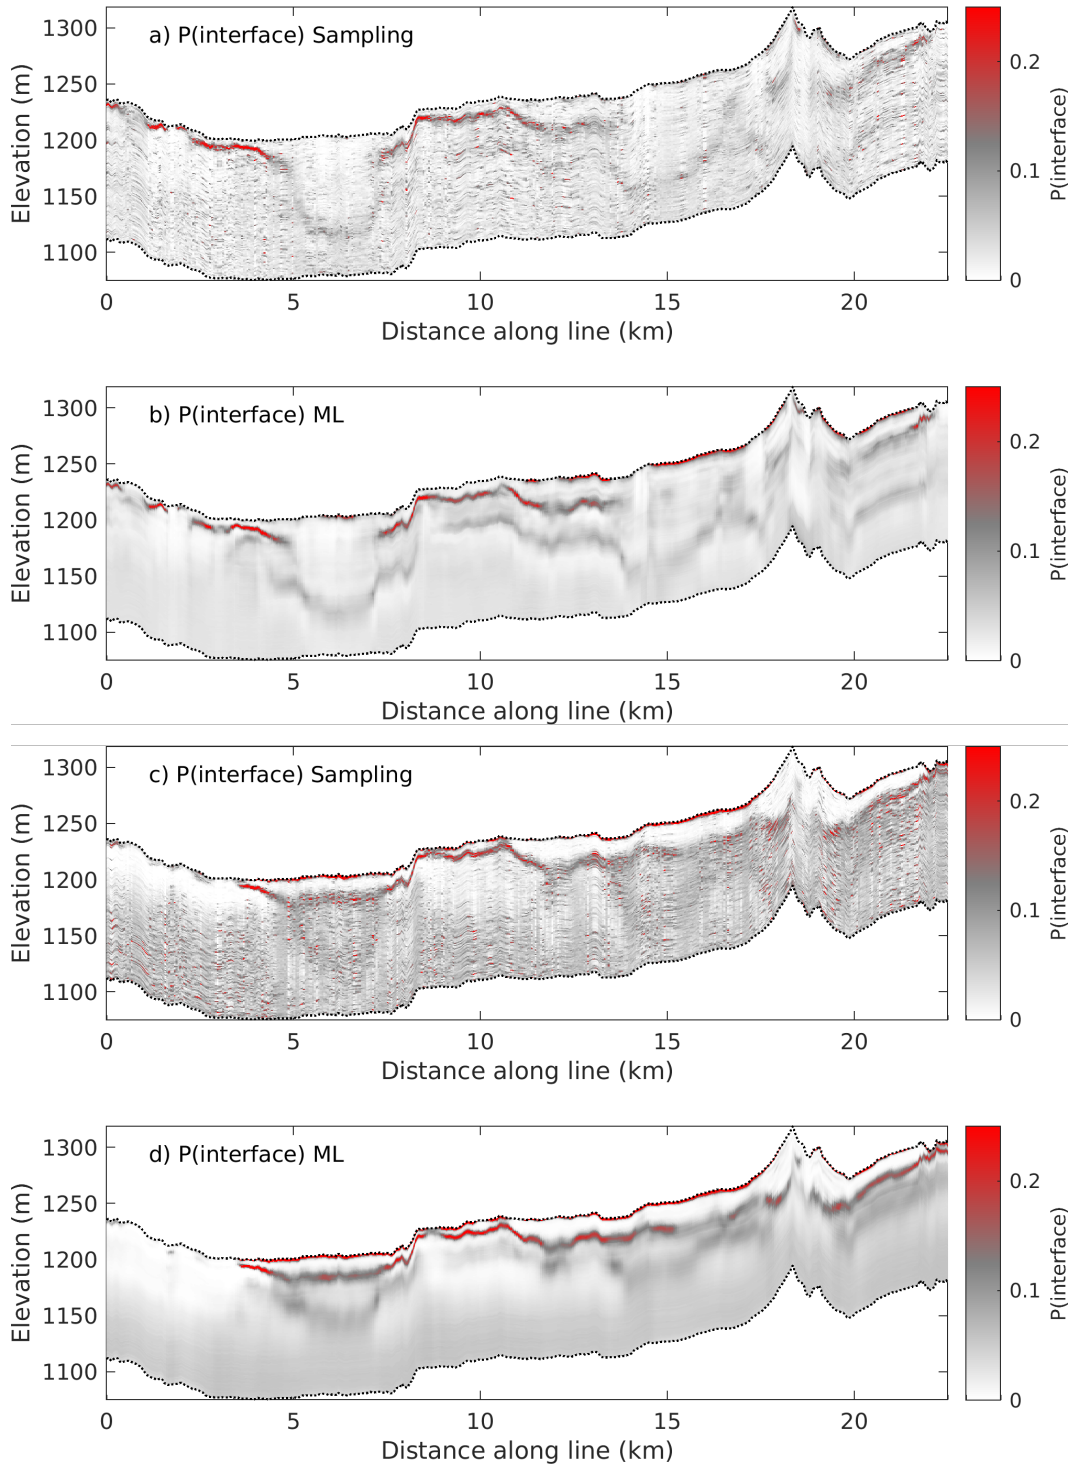 a) P(interface) Sampling
1300
1250
1200
1150
1100
Elevation (m)
0 5 10 15 20
Distance along line (km)
0.2
0.1
0
P(interface)
b) P(interface) ML
1300
1250
1200
1150
1100
Elevation (m)
0 5 10 15 20
Distance along line (km)
0.2
0.1
0
P(interface)
c) P(interface) Sampling
1300
1250
1200
1150
1100
Elevation (m)
0 5 10 15 20
Distance along line (km)
0.2
0.1
0
P(interface)
d) P(interface) ML
1300
1250
1200
1150
1100
Elevation (m)
0 5 10 15 20
Distance along line (km)
0.2
0.1
0
P(interface)